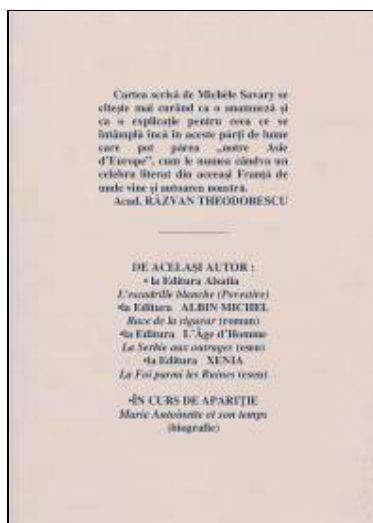 Cartea scrisă de Michèle Savary se
citește mai curând ca o anamneză și
ca o explicație pentru ceea ce se
întâmplă încă în aceste părți de lume
care pot părea „notre Asie
d'Europe", cum le numea cândva un
celebru literat din aceeași Franță de
unde vine și autoarea noastră.
Acad. RĂZVAN THEODORESCU
DE ACELAȘI AUTOR :
• la Editura Alsatia
L'escadrille blanche (Povestire)
•la Editura ALBIN MICHEL
Race de la rigueur (roman)
•la Editura L'Âge d'Homme
La Serbie aux outrages (eseu)
•la Editura XENIA
La Foi parmi les Ruines (eseu)
•ÎN CURS DE APARIȚIE
Marie Antoinette et son temps
(biografie)